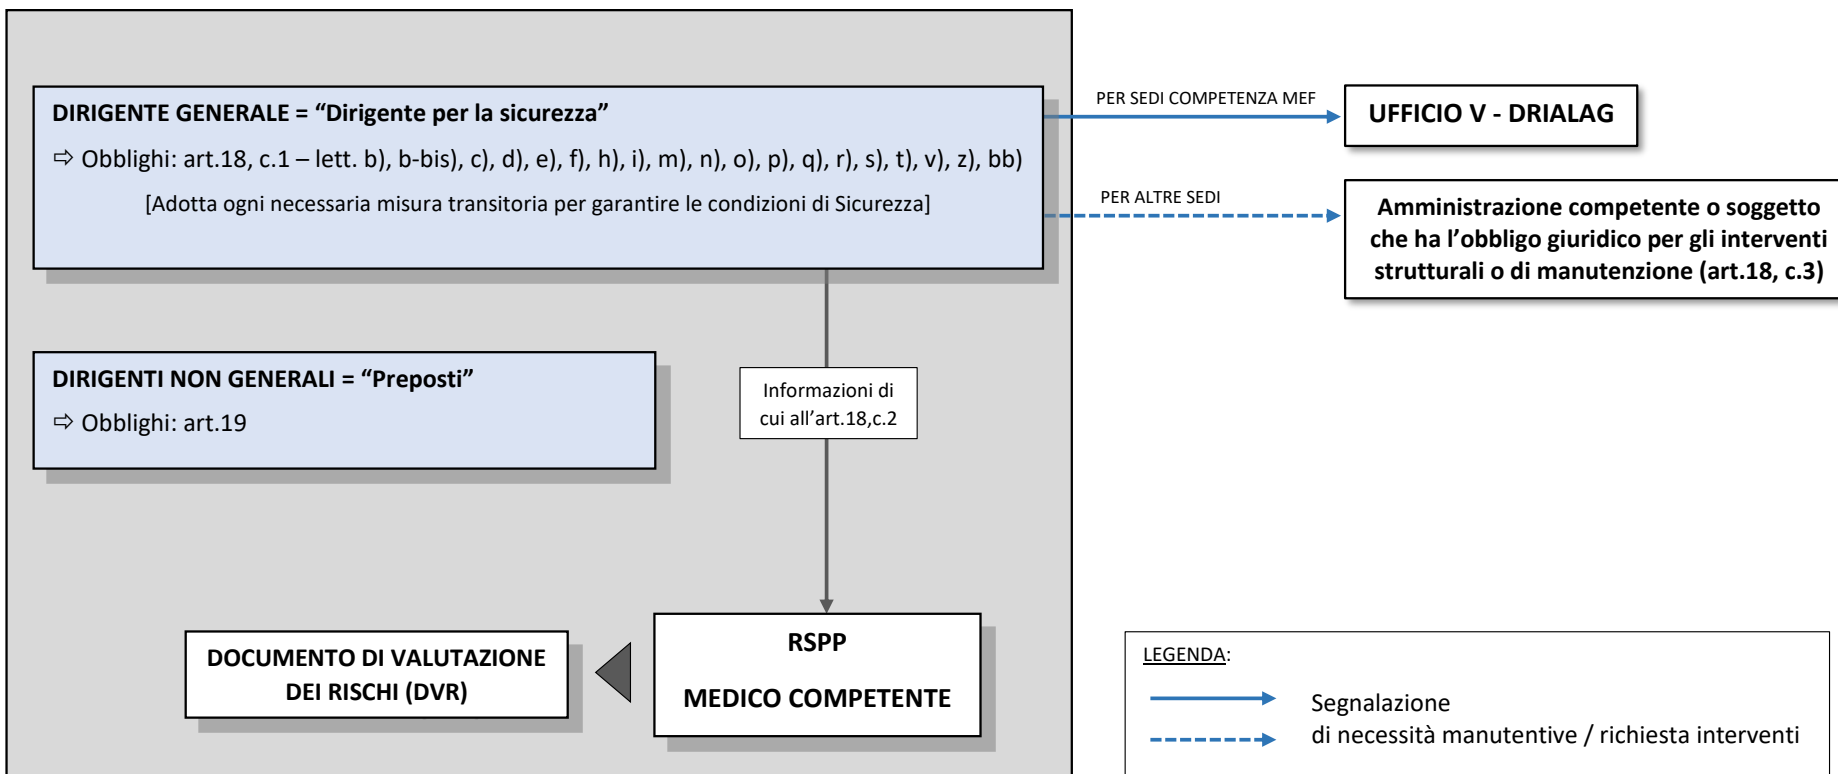 DIRIGENTE GENERALE = “Dirigente per la sicurezza”
⇨ Obblighi: art.18, c.1 – lett. b), b-bis), c), d), e), f), h), i), m), n), o), p), q), r), s), t), v), z), bb)
[Adotta ogni necessaria misura transitoria per garantire le condizioni di Sicurezza]
PER SEDI COMPETENZA MEF
UFFICIO V - DRIALAG
PER ALTRE SEDI
Amministrazione competente o soggetto
che ha l’obbligo giuridico per gli interventi
strutturali o di manutenzione (art.18, c.3)
DIRIGENTI NON GENERALI = “Preposti”
⇨ Obblighi: art.19
Informazioni di
cui all’art.18,c.2
RSPP
MEDICO COMPETENTE
DOCUMENTO DI VALUTAZIONE
DEI RISCHI (DVR)
LEGENDA:
Segnalazione
di necessità manutentive / richiesta interventi